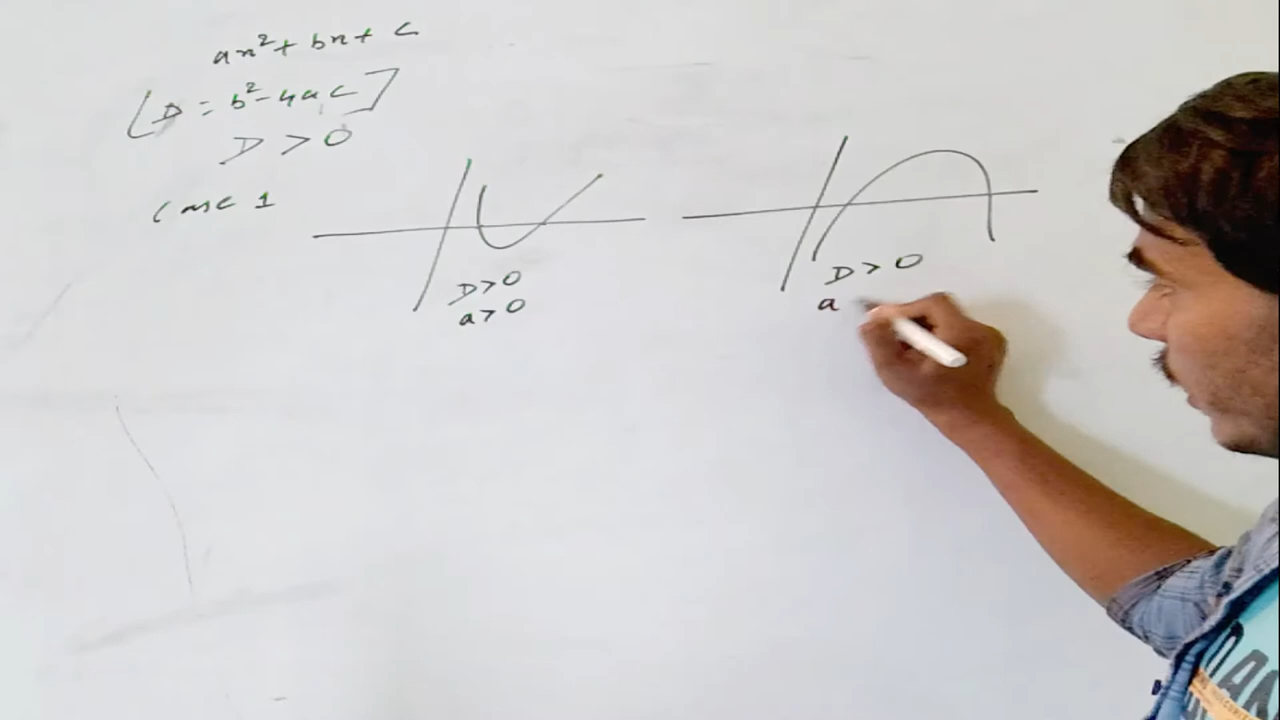 ax²+bx+c
[D = b²-4ac]
D > 0
Case 1
D>0
a>0
D>0
a